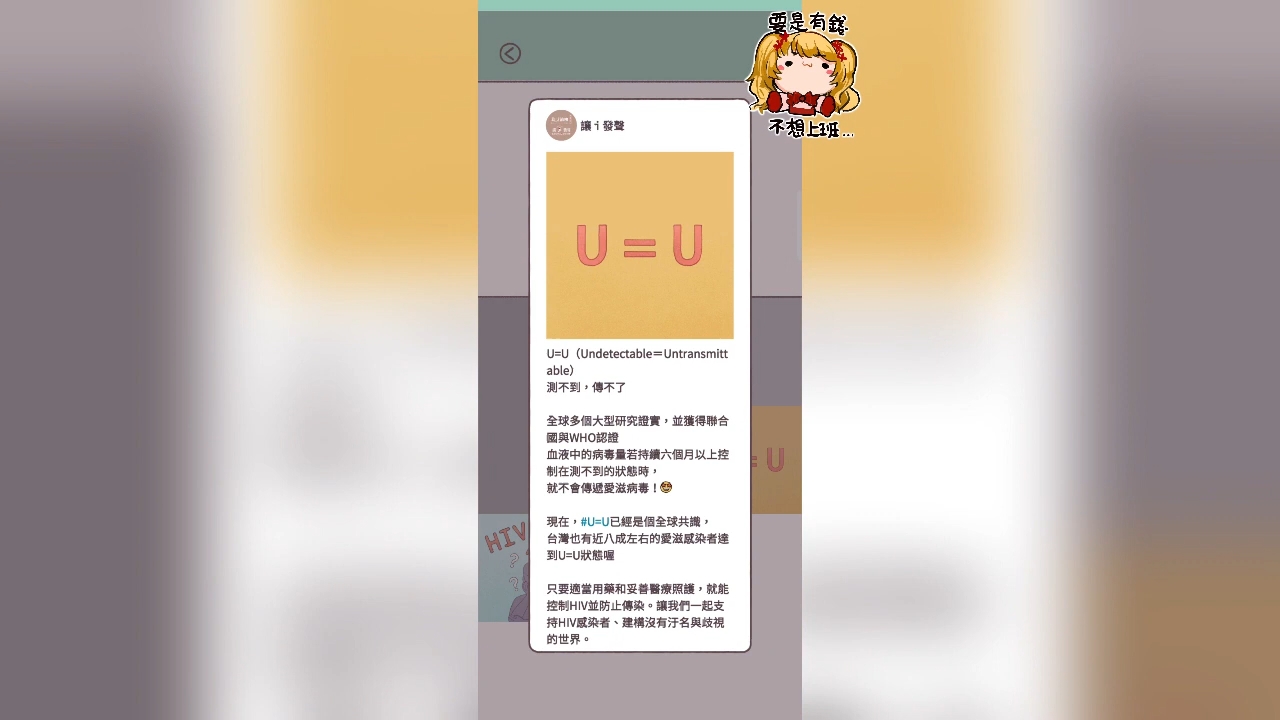 要是有錢
不想上班...
讓 i 發聲
U=U
U=U（Undetectable＝Untransmitt
able）
測不到，傳不了
全球多個大型研究證實，並獲得聯合
國與WHO認證
血液中的病毒量若持續六個月以上控
制在測不到的狀態時，
就不會傳遞愛滋病毒！😍
現在，#U=U已經是個全球共識，
台灣也有近八成左右的愛滋感染者達
到U=U狀態喔
只要適當用藥和妥善醫療照護，就能
控制HIV並防止傳染。讓我們一起支
持HIV感染者、建構沒有汙名與歧視
的世界。
=U
HIV
?
?